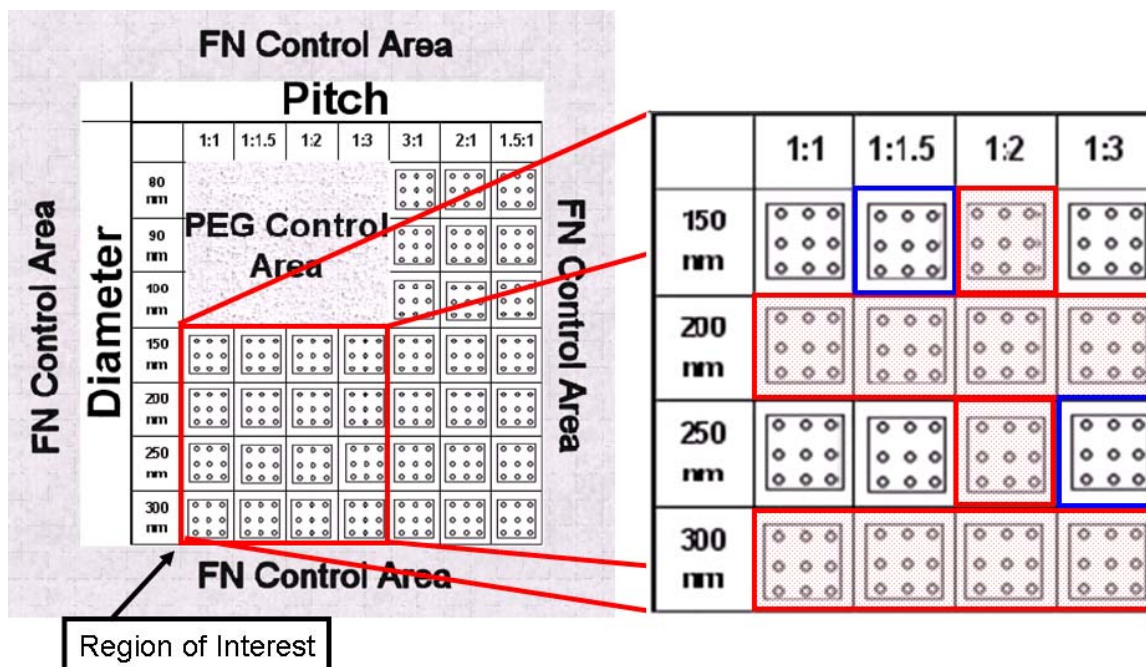 FN Control Area
FN Control Area
Pitch
Diameter
1:1 1:1.5 1:2 1:3 3:1 2:1 1.5:1
80 nm
90 nm
100 nm
150 nm
200 nm
250 nm
300 nm
PEG Control
Area
FN Control Area
FN Control Area
Region of Interest
1:1 1:1.5 1:2 1:3
150
nm
200
nm
250
nm
300
nm